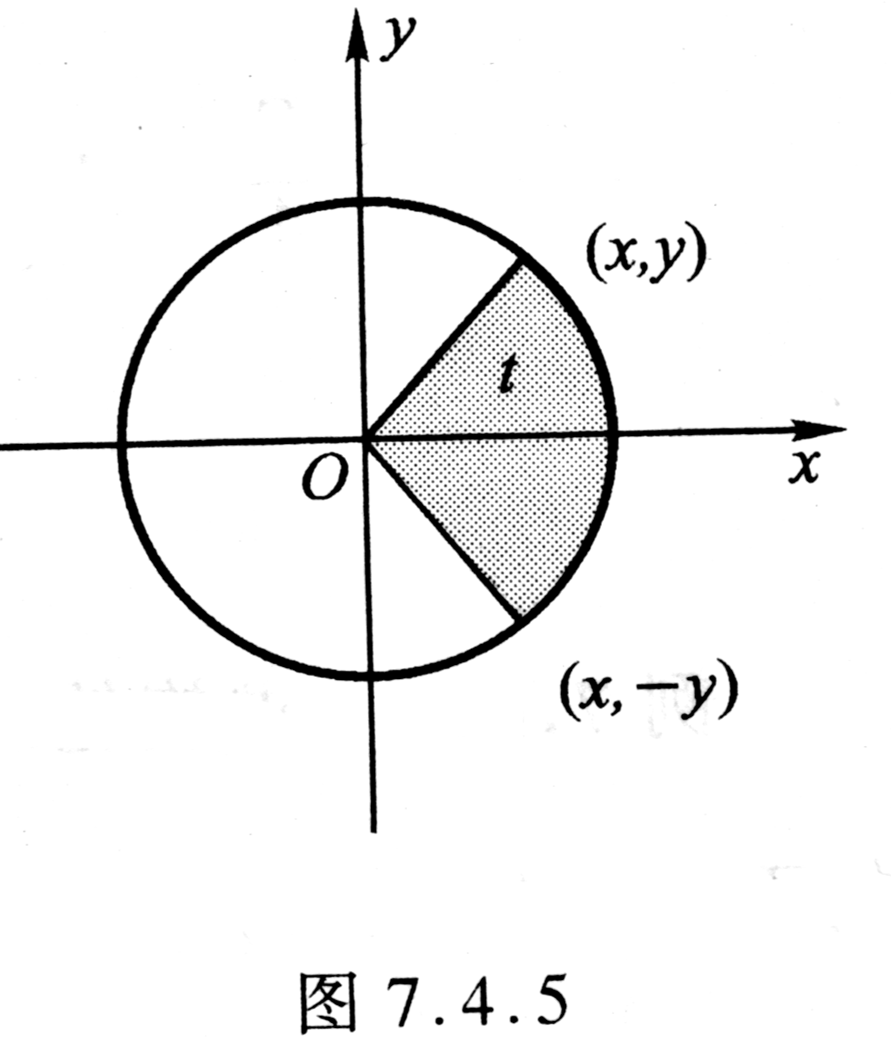 y
(x,y)
t
O
x
(x,−y)
图 7.4.5